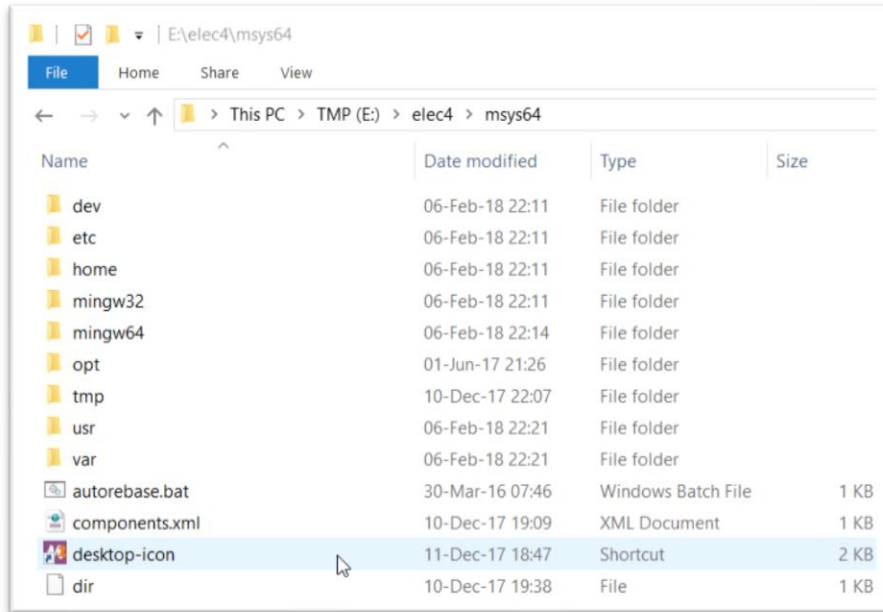 E:\elec4\msys64
File Home Share View
This PC > TMP (E:) > elec4 > msys64
Name Date modified Type Size
dev 06-Feb-18 22:11 File folder
etc 06-Feb-18 22:11 File folder
home 06-Feb-18 22:11 File folder
mingw32 06-Feb-18 22:11 File folder
mingw64 06-Feb-18 22:14 File folder
opt 01-Jun-17 21:26 File folder
tmp 10-Dec-17 22:07 File folder
usr 06-Feb-18 22:21 File folder
var 06-Feb-18 22:21 File folder
autorebase.bat 30-Mar-16 07:46 Windows Batch File 1 KB
components.xml 10-Dec-17 19:09 XML Document 1 KB
desktop-icon 11-Dec-17 18:47 Shortcut 2 KB
dir 10-Dec-17 19:38 File 1 KB